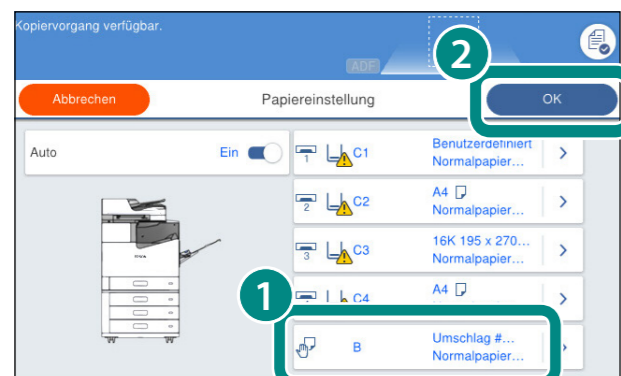 Kopiervorgang verfügbar.
ADF
2
Abbrechen
Papiereinstellung
OK
Auto
Ein
1
C1
Benutzerdefiniert
Normalpapier...
2
C2
A4
Normalpapier...
3
C3
16K 195 x 270...
Normalpapier...
1
C4
A4
B
Umschlag #...
Normalpapier...